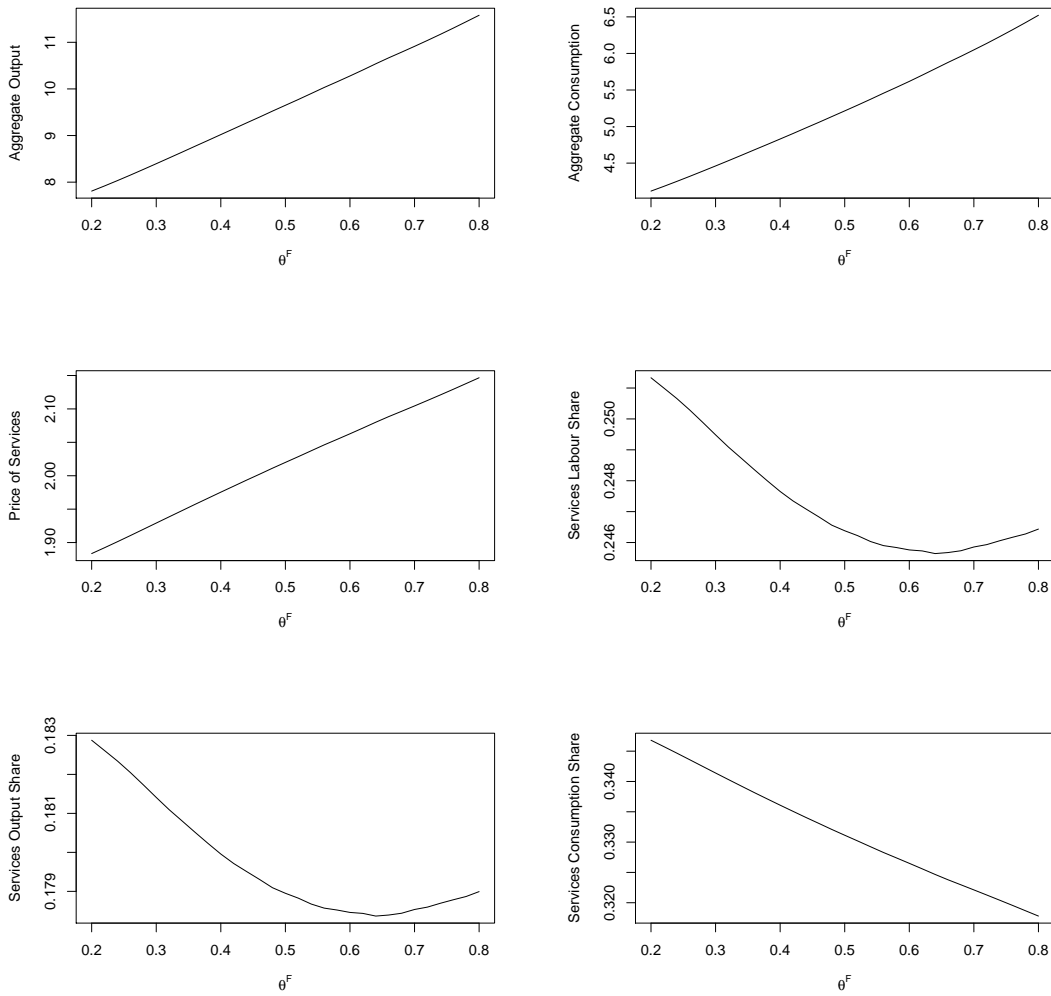 Aggregate Output
8 9 10 11
0.2 0.3 0.4 0.5 0.6 0.7 0.8
θ^F
Aggregate Consumption
4.5 5.0 5.5 6.0 6.5
0.2 0.3 0.4 0.5 0.6 0.7 0.8
θ^F
Price of Services
1.90 2.00 2.10
0.2 0.3 0.4 0.5 0.6 0.7 0.8
θ^F
Services Labour Share
0.246 0.248 0.250
0.2 0.3 0.4 0.5 0.6 0.7 0.8
θ^F
Services Output Share
0.179 0.181 0.183
0.2 0.3 0.4 0.5 0.6 0.7 0.8
θ^F
Services Consumption Share
0.320 0.330 0.340
0.2 0.3 0.4 0.5 0.6 0.7 0.8
θ^F